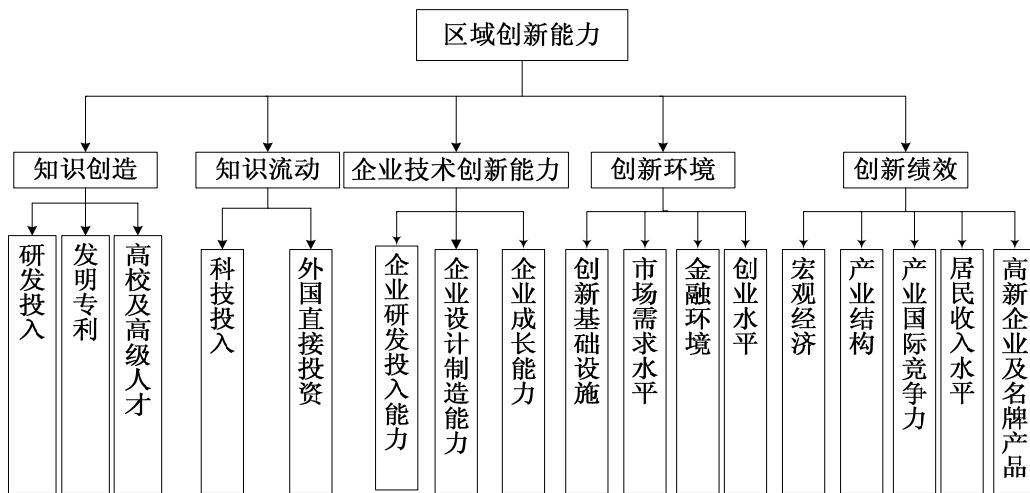 区域创新能力
知识创造
知识流动
企业技术创新能力
创新环境
创新绩效
研发投入
发明专利
高校及高级人才
科技投入
外国直接投资
企业研发投入能力
企业设计制造能力
企业成长能力
创新基础设施
市场需求水平
金融环境
创业水平
宏观经济
产业结构
产业国际竞争力
居民收入水平
高新企业及名牌产品